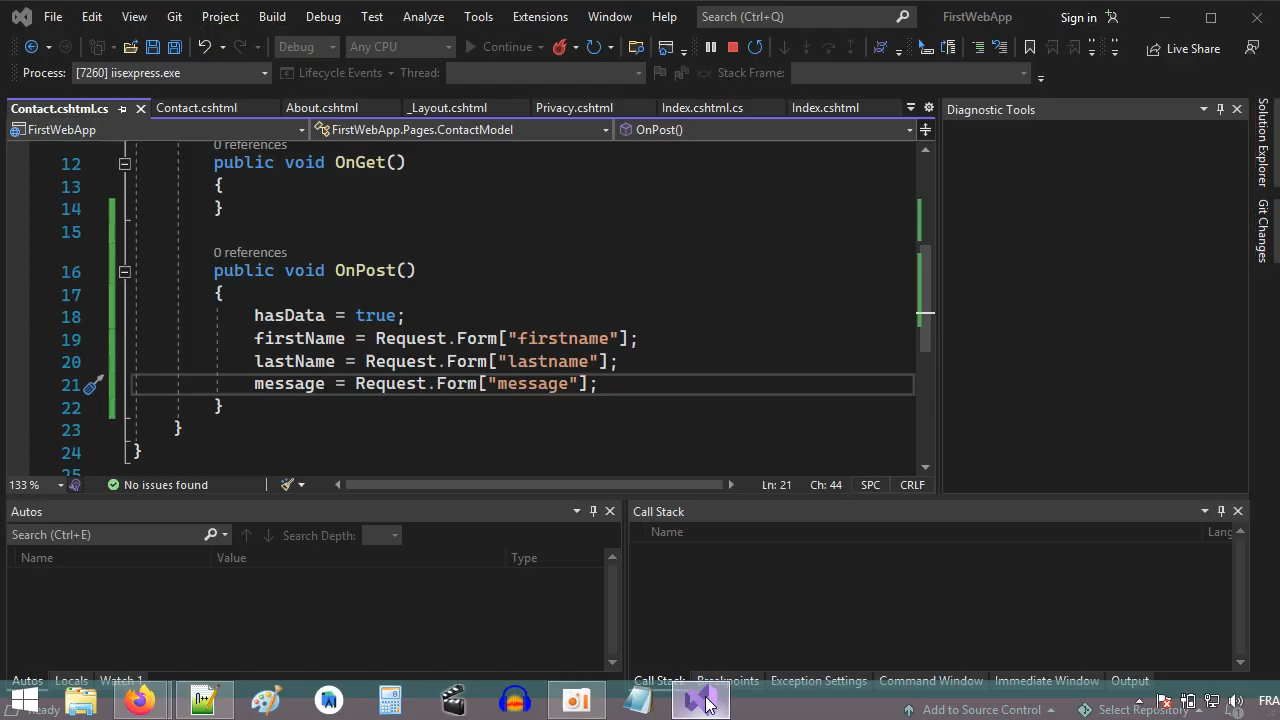 File Edit View Git Project Build Debug Test Analyze Tools Extensions Window Help Search (Ctrl+Q) FirstWebApp Sign in
Debug Any CPU Continue Live Share
Process: [7260] iisexpress.exe Lifecycle Events Thread: Stack Frame:
Contact.cshtml.cs Contact.cshtml About.cshtml _Layout.cshtml Privacy.cshtml Index.cshtml.cs Index.cshtml Diagnostic Tools
FirstWebApp FirstWebApp.Pages.ContactModel OnPost()
Solution Explorer
Git Changes
0 references
12 public void OnGet()
13 {
14 }
15
0 references
16 public void OnPost()
17 {
18 hasData = true;
19 firstName = Request.Form["firstname"];
20 lastName = Request.Form["lastname"];
21 message = Request.Form["message"];
22 }
23 }
24 }
25
133 % No issues found Ln: 21 Ch: 44 SPC CRLF
Autos Call Stack
Search (Ctrl+E) Search Depth: Name Lang
Name Value Type
Autos Locals Watch 1 Call Stack Breakpoints Exception Settings Command Window Immediate Window Output
Ready Add to Source Control Select Repository FRA